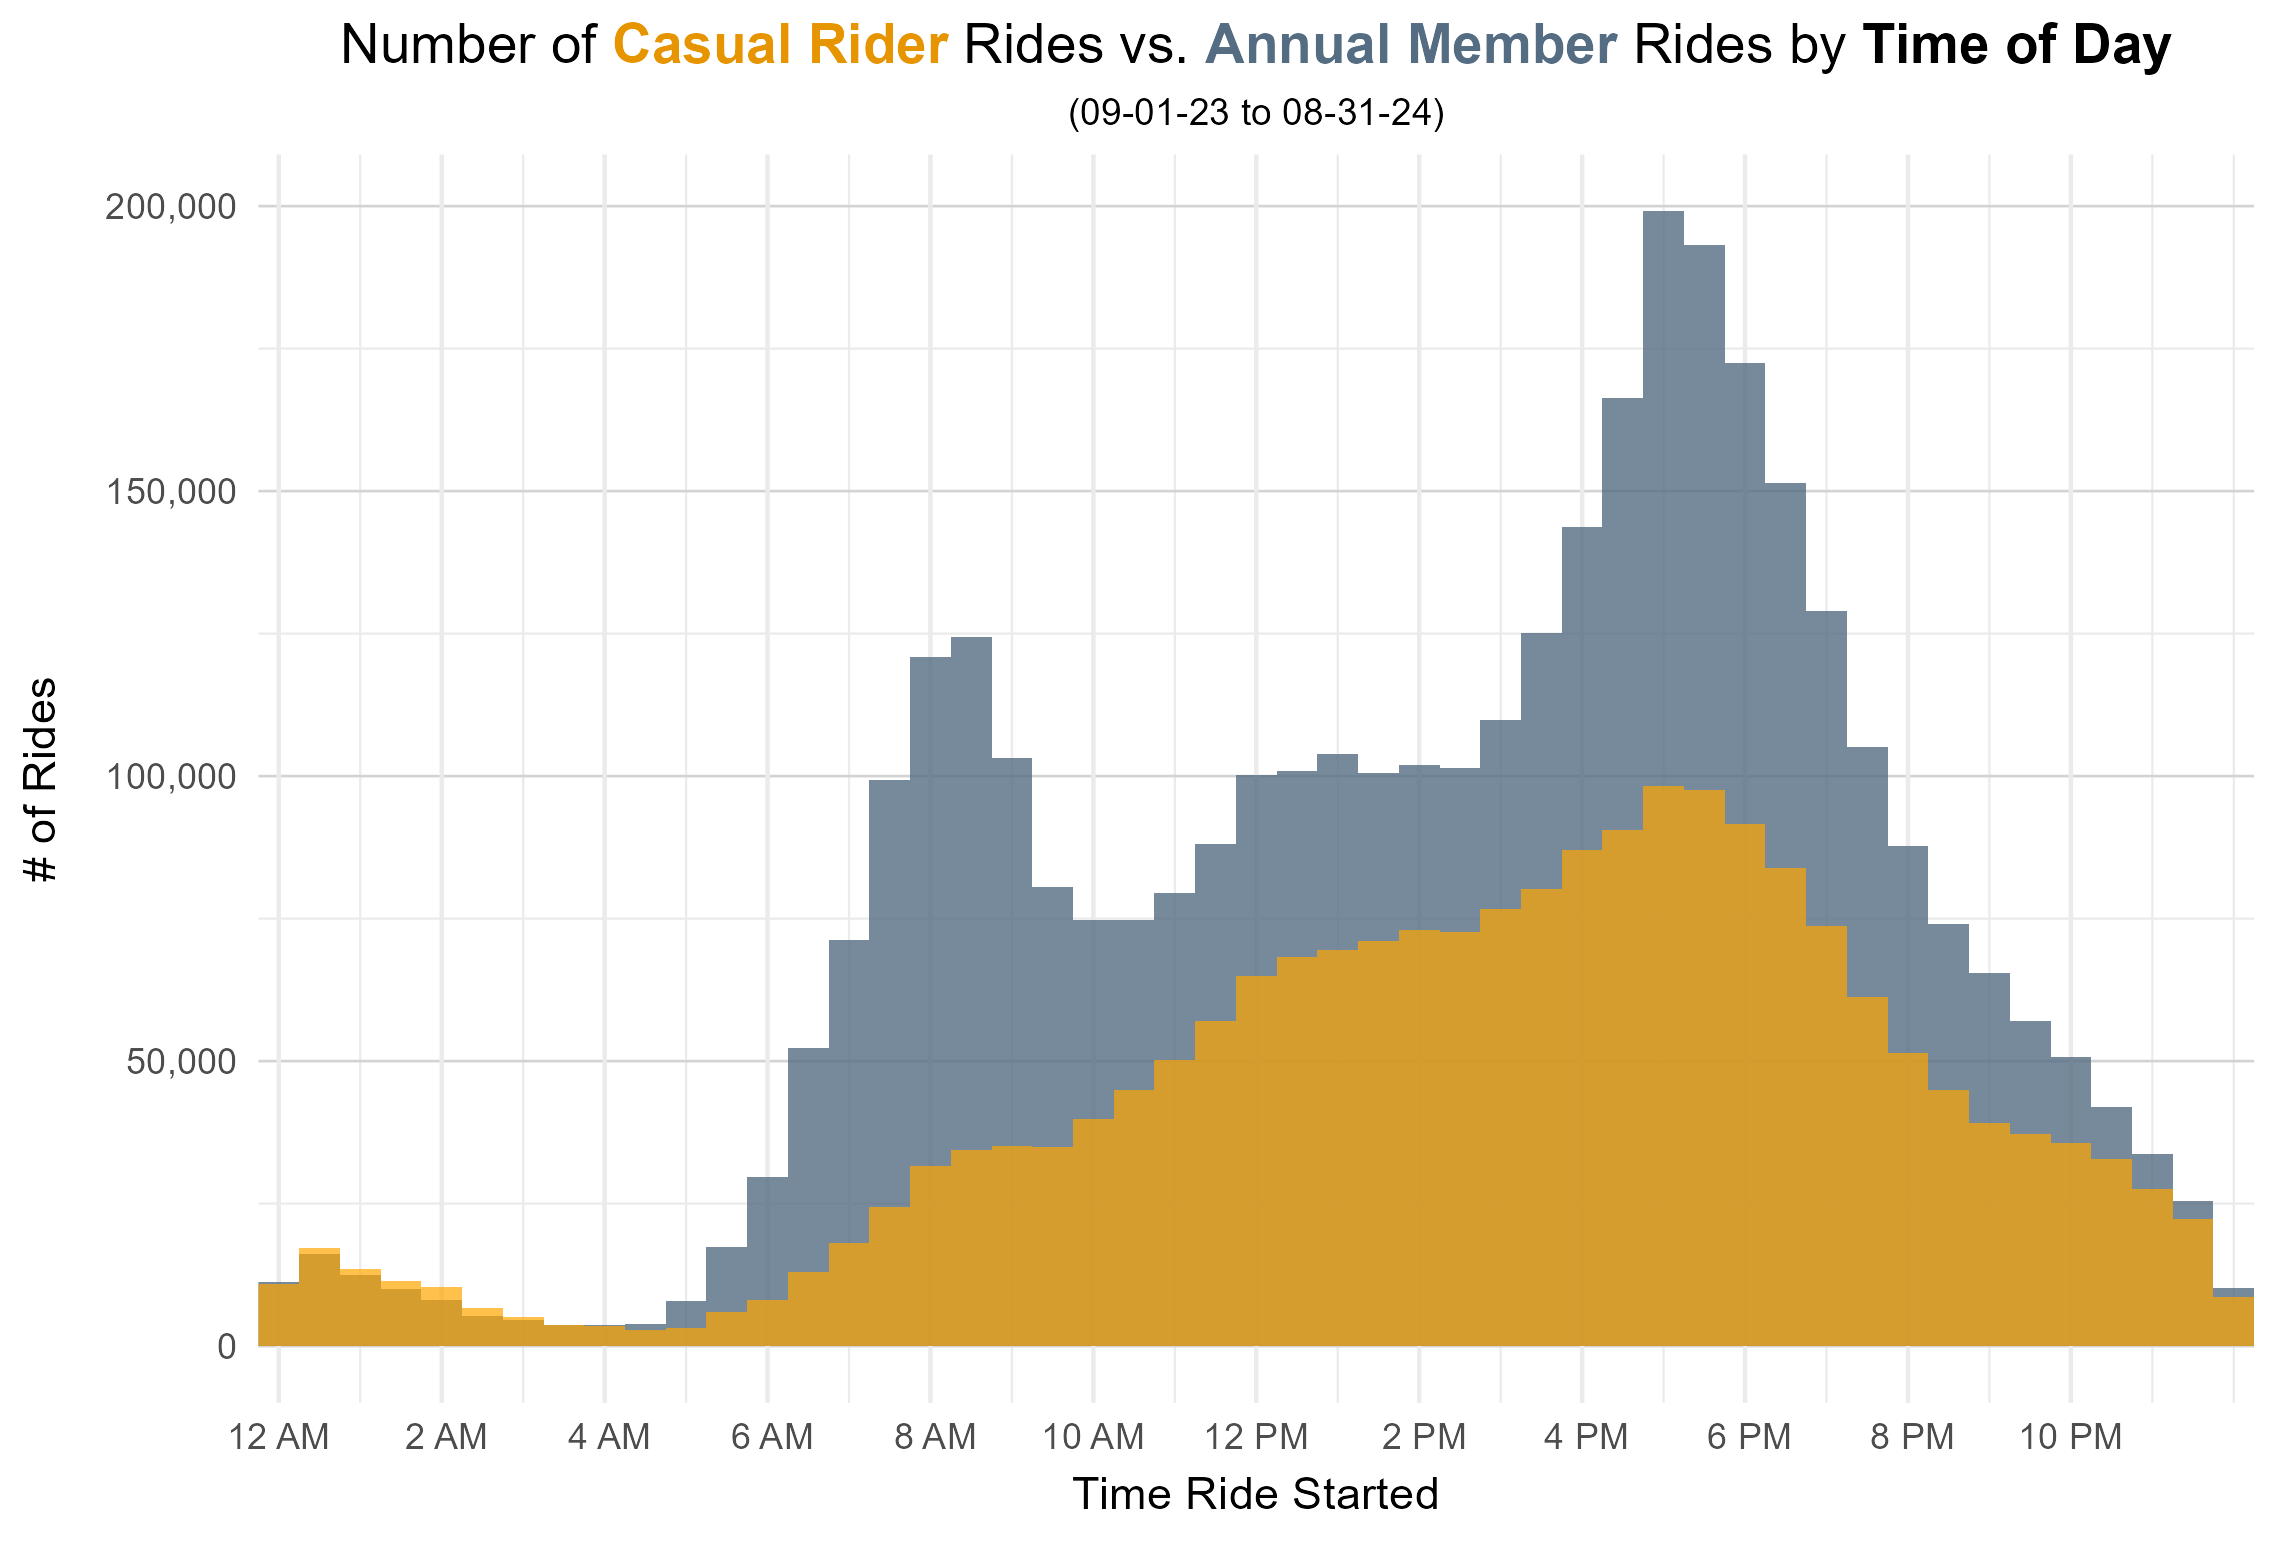 Number of Casual Rider Rides vs. Annual Member Rides by Time of Day
(09-01-23 to 08-31-24)
200,000
150,000
100,000
50,000
0
# of Rides
12 AM 2 AM 4 AM 6 AM 8 AM 10 AM 12 PM 2 PM 4 PM 6 PM 8 PM 10 PM
Time Ride Started